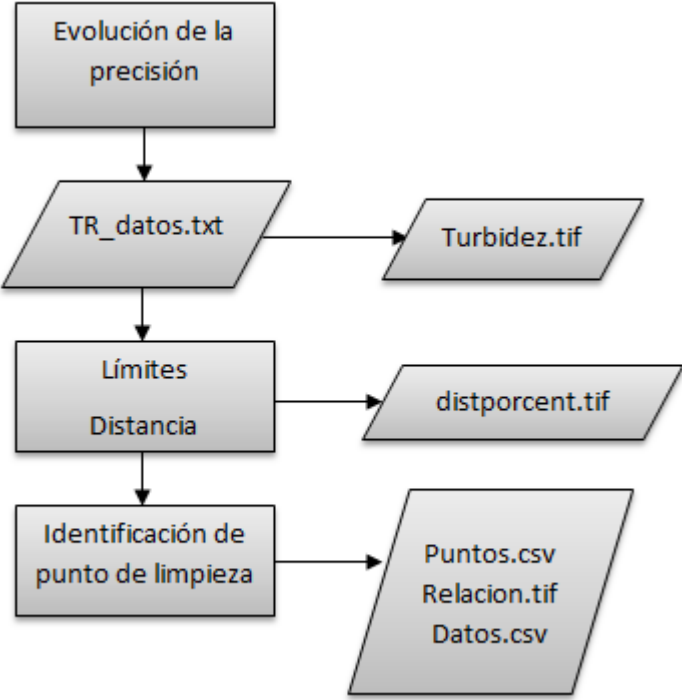 Evolución de la
precisión
TR_datos.txt
Turbidez.tif
Límites
Distancia
distporcent.tif
Identificación de
punto de limpieza
Puntos.csv
Relacion.tif
Datos.csv